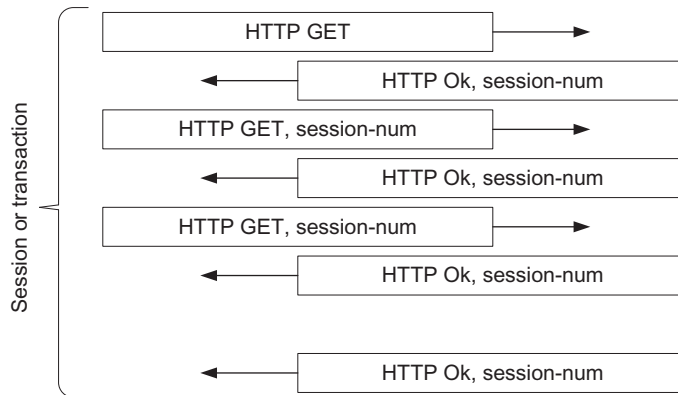 Session or transaction
HTTP GET
HTTP Ok, session-num
HTTP GET, session-num
HTTP Ok, session-num
HTTP GET, session-num
HTTP Ok, session-num
HTTP Ok, session-num